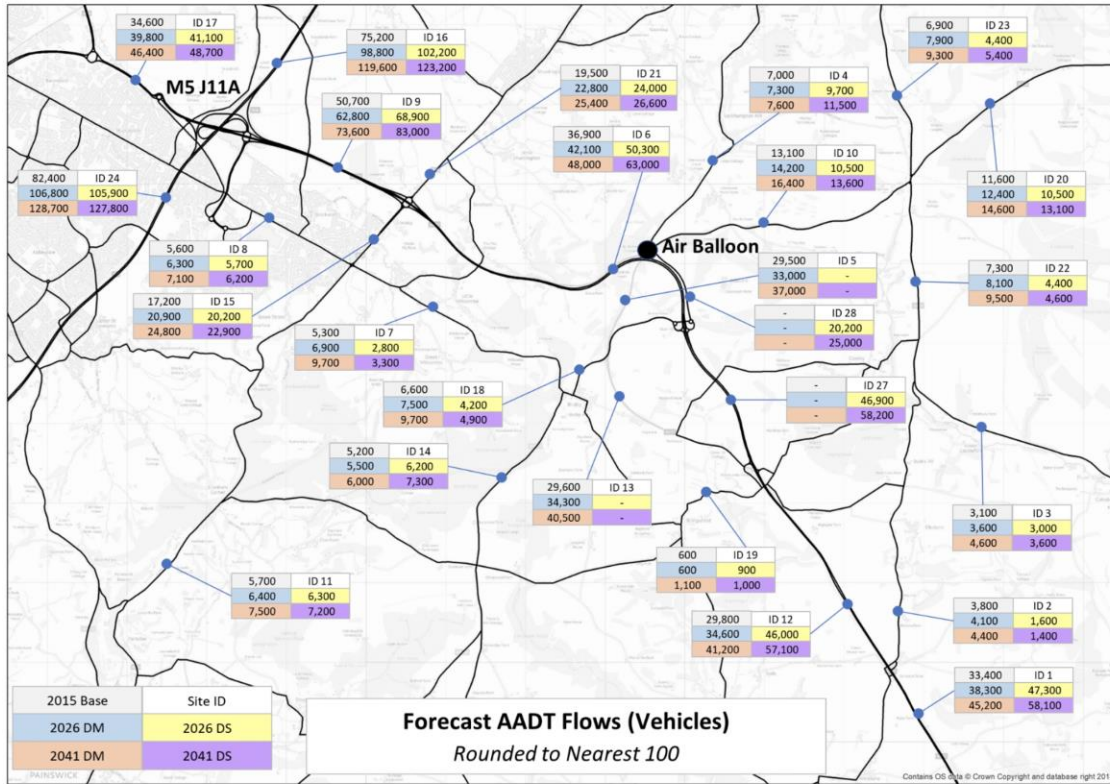 34,600 ID 17
39,800 41,100
46,400 48,700
75,200 ID 16
98,800 102,200
119,600 123,200
6,900 ID 23
7,900 4,400
9,300 5,400
M5 J11A
19,500 ID 21
22,800 24,000
25,400 26,600
7,000 ID 4
7,300 9,700
7,600 11,500
50,700 ID 9
62,800 68,900
73,600 83,000
36,900 ID 6
42,100 50,300
48,000 63,000
13,100 ID 10
14,200 10,500
16,400 13,600
82,400 ID 24
106,800 105,900
128,700 127,800
11,600 ID 20
12,400 10,500
14,600 13,100
5,600 ID 8
6,300 5,700
7,100 6,200
Air Balloon
29,500 ID 5
33,000 -
37,000 -
7,300 ID 22
8,100 4,400
9,500 4,600
17,200 ID 15
20,900 20,200
24,800 22,900
- ID 28
- 20,200
- 25,000
5,300 ID 7
6,900 2,800
9,700 3,300
6,600 ID 18
7,500 4,200
9,700 4,900
- ID 27
- 46,900
- 58,200
5,200 ID 14
5,500 6,200
6,000 7,300
29,600 ID 13
34,300 -
40,500 -
3,100 ID 3
3,600 3,000
4,600 3,600
600 ID 19
600 900
1,100 1,000
5,700 ID 11
6,400 6,300
7,500 7,200
29,800 ID 12
34,600 46,000
41,200 57,100
3,800 ID 2
4,100 1,600
4,400 1,400
33,400 ID 1
38,300 47,300
45,200 58,100
2015 Base Site ID
2026 DM 2026 DS
2041 DM 2041 DS
Forecast AADT Flows (Vehicles)
Rounded to Nearest 100
PAINSWICK
Contains OS data © Crown Copyright and database right 201